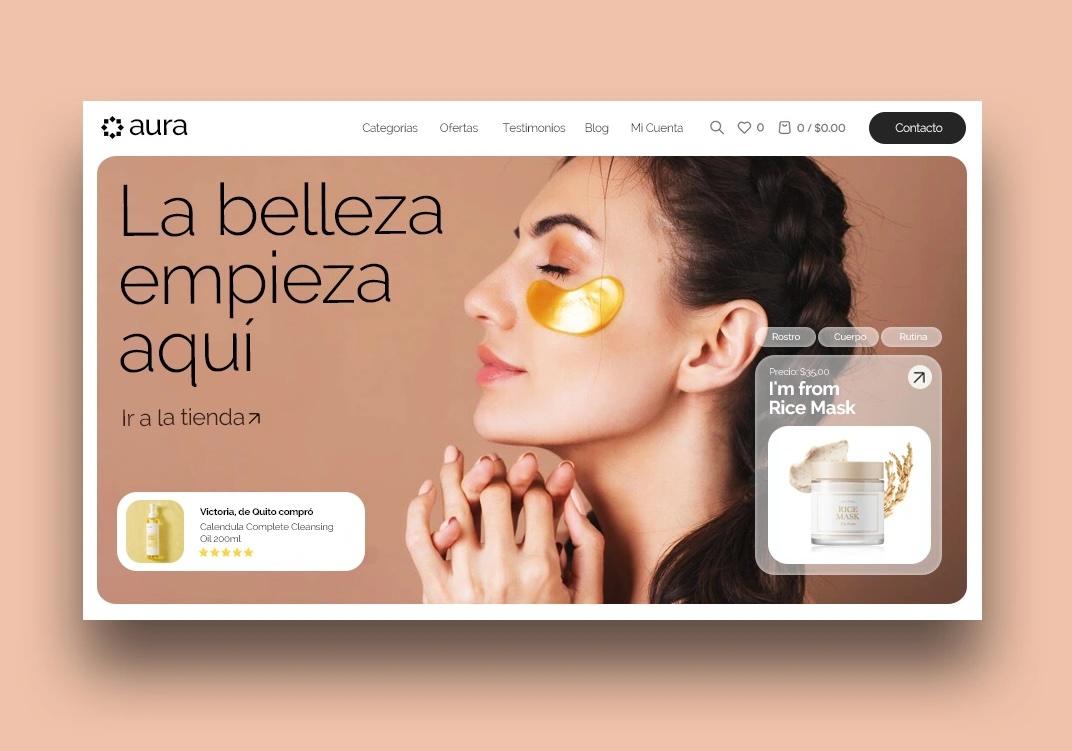 aura
Categorias
Ofertas
Testimonios
Blog
Mi Cuenta
0
0 / $0.00
Contacto
La belleza
empieza
aquí
Ir a la tienda
Victoria, de Quito compró
Calendula Complete Cleansing
Oil 200ml
Rostro
Cuerpo
Rutina
Precio: $35,00
I'm from
Rice Mask
RICE
MASK